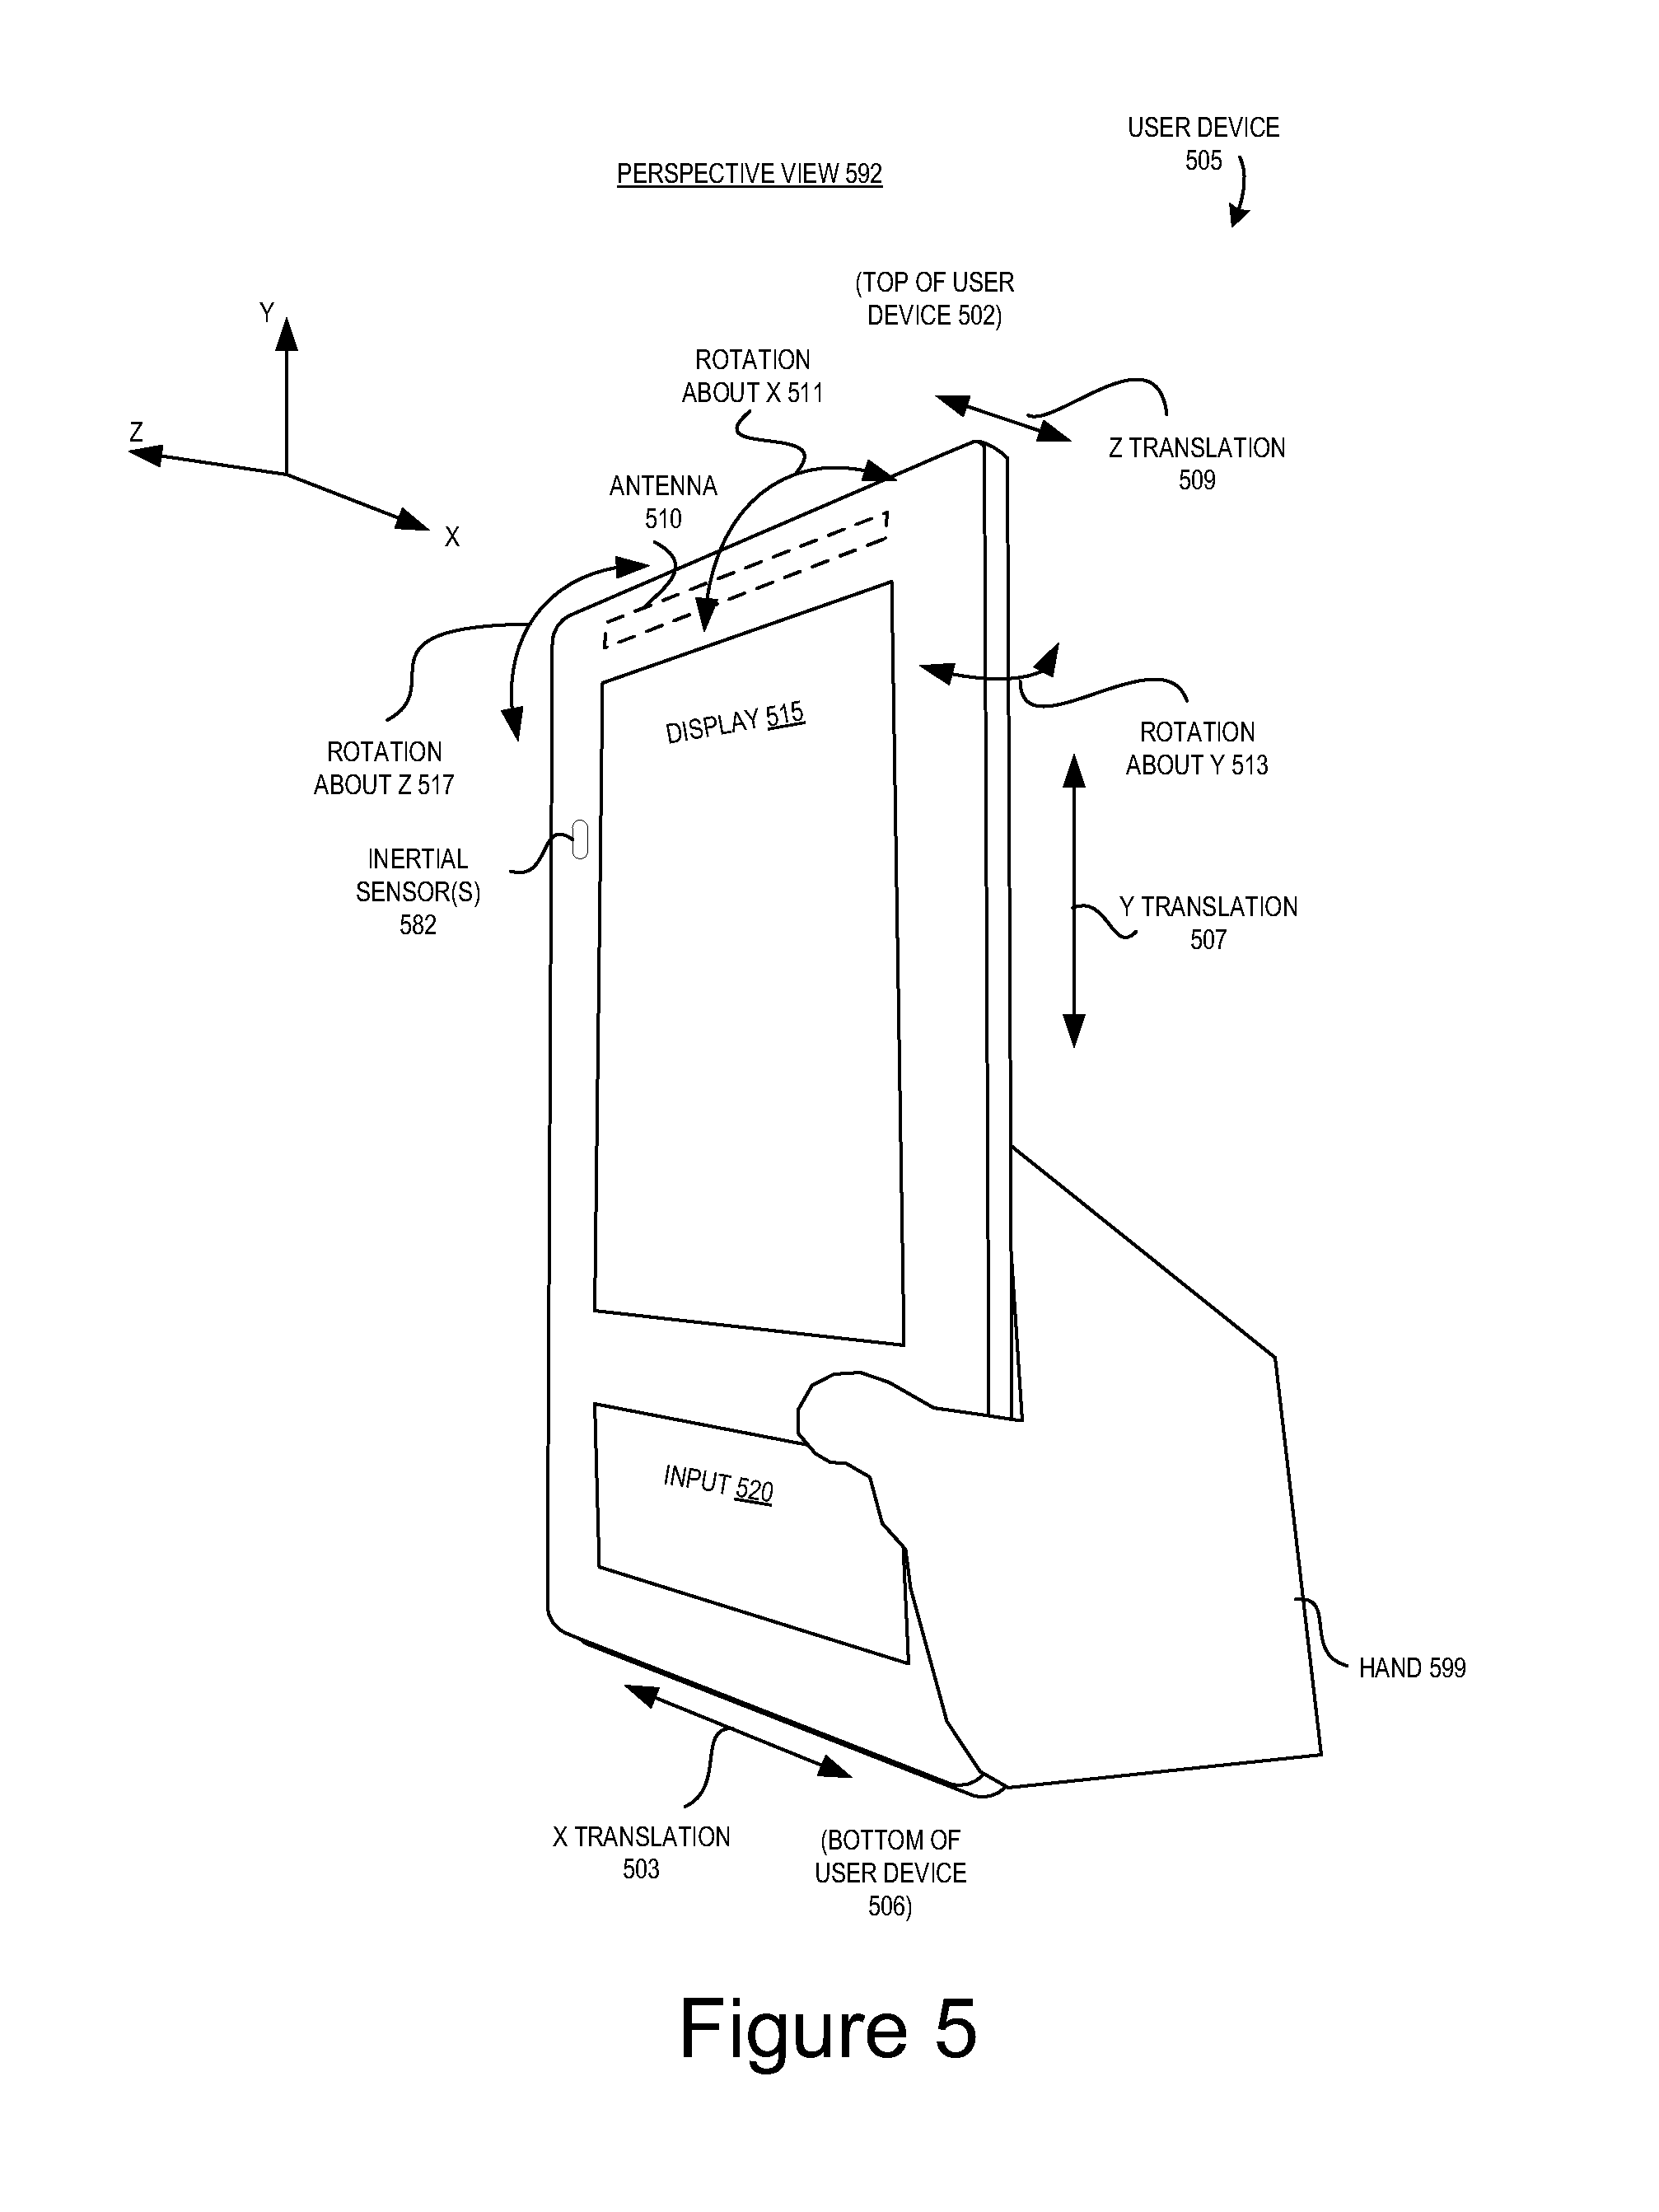 USER DEVICE
505
PERSPECTIVE VIEW 592
(TOP OF USER
DEVICE 502)
Y
Z
X
ROTATION
ABOUT X 511
Z TRANSLATION
509
ANTENNA
510
DISPLAY 515
ROTATION
ABOUT Y 513
ROTATION
ABOUT Z 517
INERTIAL
SENSOR(S)
582
Y TRANSLATION
507
INPUT 520
HAND 599
X TRANSLATION
503
(BOTTOM OF
USER DEVICE
506)
Figure 5